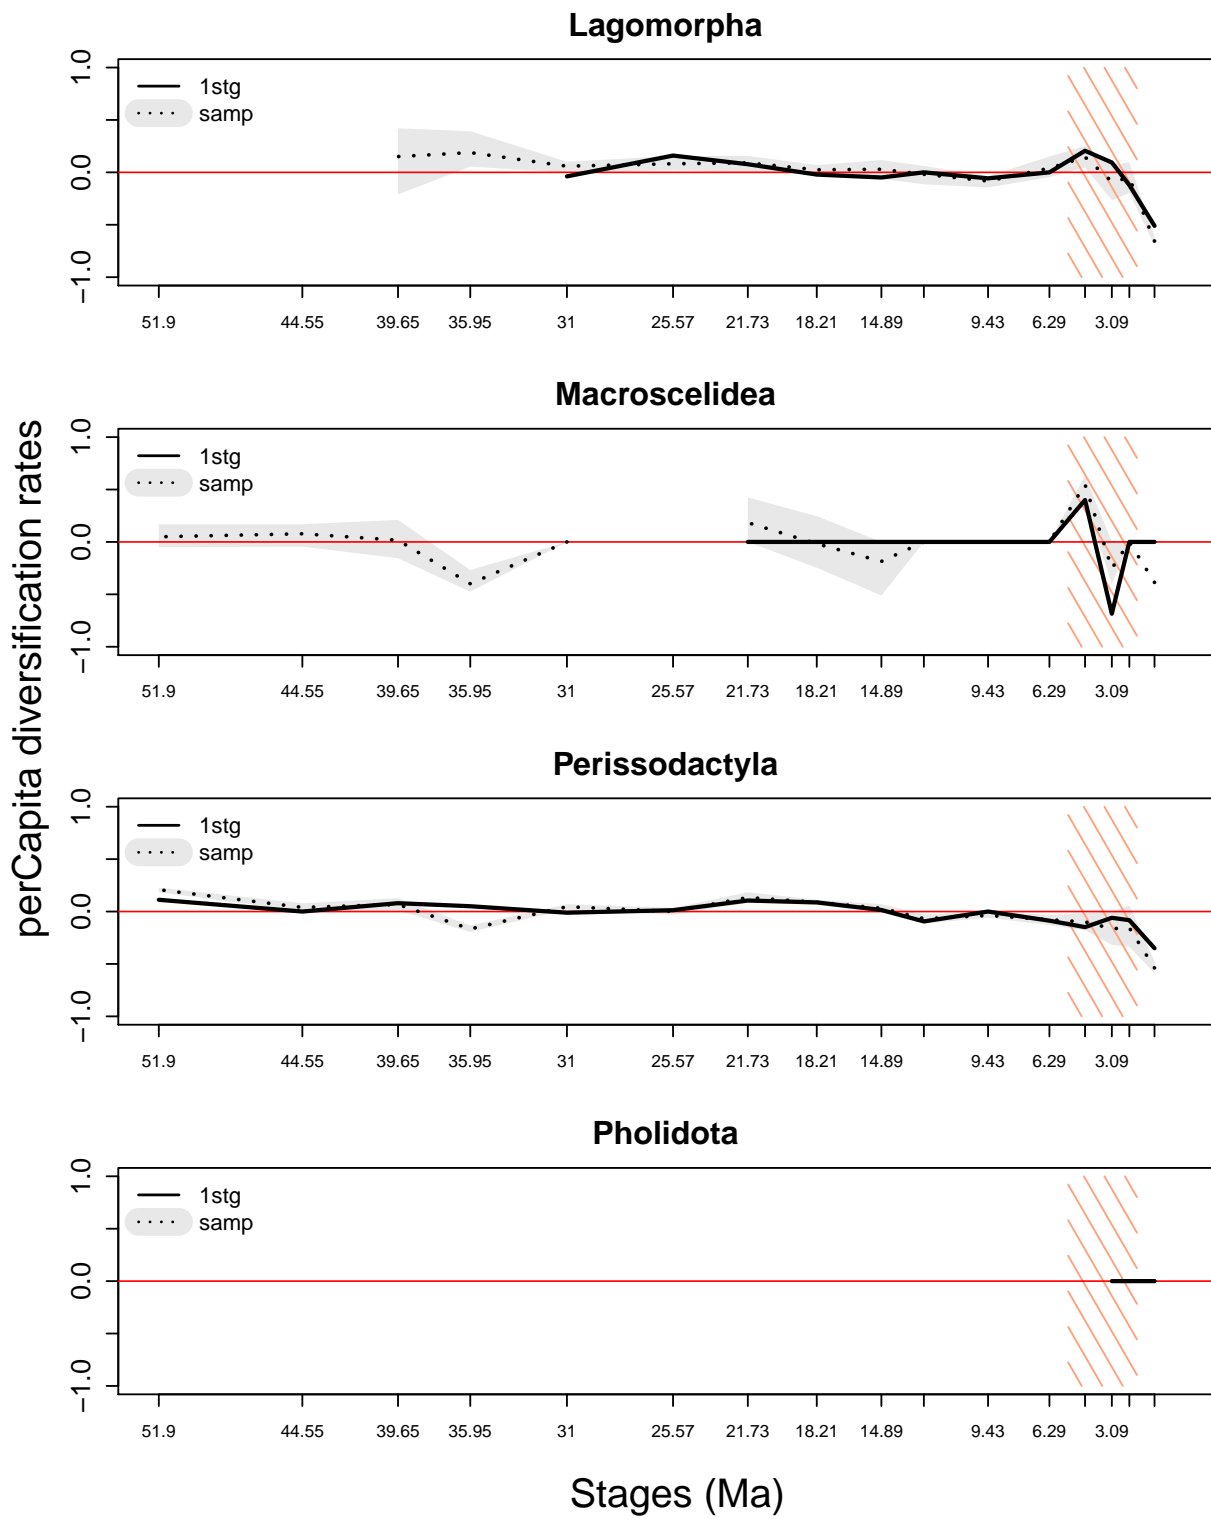 Lagomorpha
1.0
0.0
−1.0
1stg
samp
51.9 44.55 39.65 35.95 31 25.57 21.73 18.21 14.89 9.43 6.29 3.09
Macroscelidea
1.0
0.0
−1.0
1stg
samp
51.9 44.55 39.65 35.95 31 25.57 21.73 18.21 14.89 9.43 6.29 3.09
perCapita diversification rates
Perissodactyla
1.0
0.0
−1.0
1stg
samp
51.9 44.55 39.65 35.95 31 25.57 21.73 18.21 14.89 9.43 6.29 3.09
Pholidota
1.0
0.0
−1.0
1stg
samp
51.9 44.55 39.65 35.95 31 25.57 21.73 18.21 14.89 9.43 6.29 3.09
Stages (Ma)